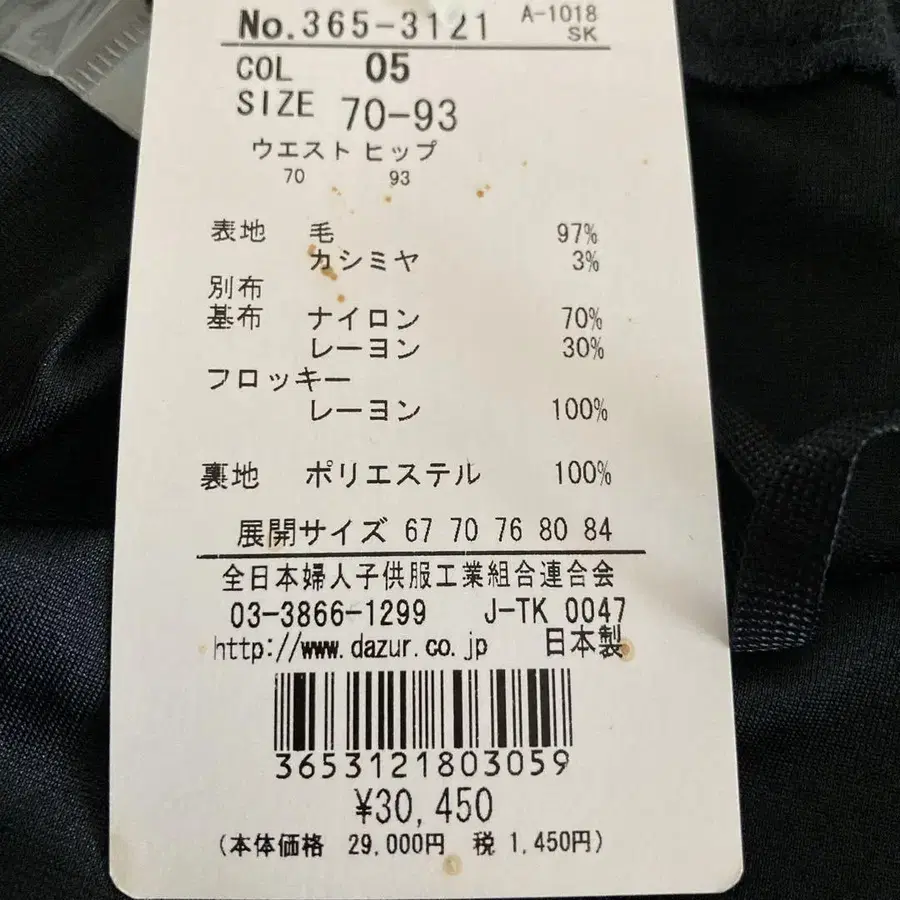 No.365-3121 A-1018
SK
COL 05
SIZE 70-93
ウエスト ヒップ
70 93
表地 毛 97%
カシミヤ 3%
別布
基布 ナイロン 70%
レーヨン 30%
フロッキー
レーヨン 100%
裏地 ポリエステル 100%
展開サイズ 67 70 76 80 84
全日本婦人子供服工業組合連合会
03-3866-1299 J-TK 0047
http://www.dazur.co.jp 日本製
3653121803059
¥30,450
(本体価格 29,000円 税 1,450円)